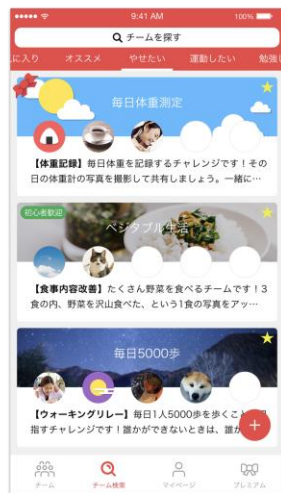 9:41 AM
100%
チームを探す
に入り オススメ やせたい 運動したい 勉強し
毎日体重測定
【体重記録】毎日体重を記録するチャレンジです！その
日の体重計の写真を撮影して共有しましょう。一緒に…
初心者歓迎
ベジタブル生活
【食事内容改善】たくさん野菜を食べるチームです！3
食の内、野菜を沢山食べた、という1食の写真をアッ…
毎日5000歩
【ウォーキングリレー】毎日1人5000歩を歩くこと
指すチャレンジです！誰かができないときは、誰か
チーム チーム検索 マイページ プレミアム